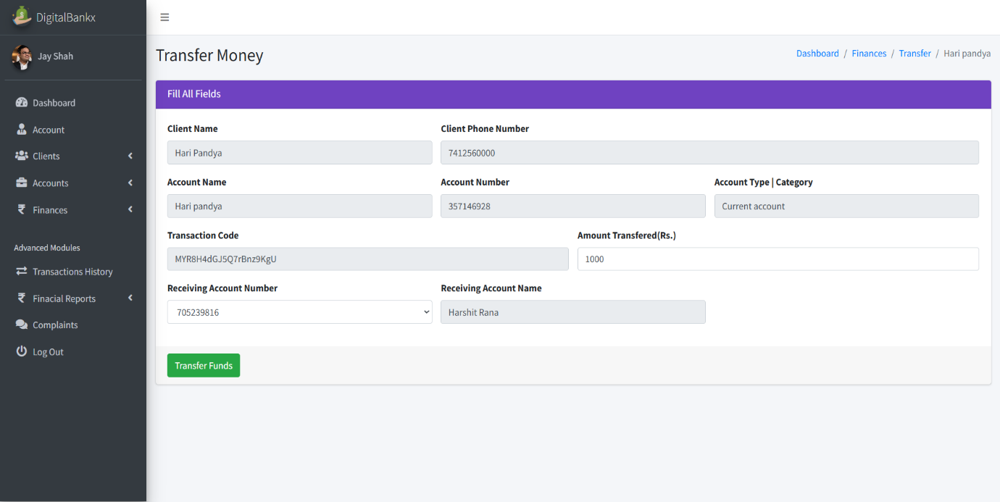 DigitalBankx
Jay Shah
Dashboard
Account
Clients
Accounts
Finances
Advanced Modules
Transactions History
Finacial Reports
Complaints
Log Out
Transfer Money
Dashboard / Finances / Transfer / Hari pandya
Fill All Fields
Client Name Client Phone Number
Hari Pandya 7412560000
Account Name Account Number Account Type | Category
Hari pandya 357146928 Current account
Transaction Code Amount Transfered(Rs.)
MYR8H4dGJ5Q7rBnz9KgU 1000
Receiving Account Number Receiving Account Name
705239816 Harshit Rana
Transfer Funds